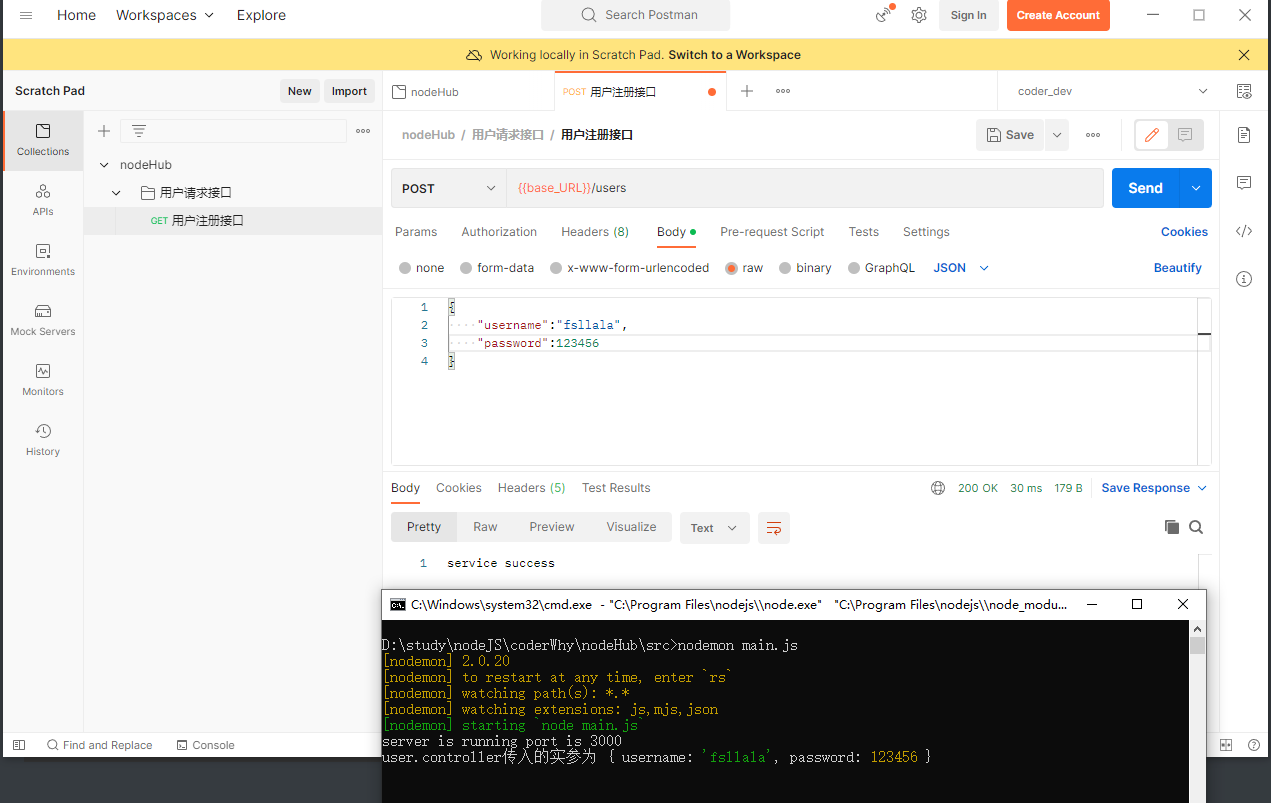 Home Workspaces Explore Search Postman Sign In Create Account
Working locally in Scratch Pad. Switch to a Workspace
Scratch Pad New Import nodeHub POST 用户注册接口 coder_dev
Collections
APIs
Environments
Mock Servers
Monitors
History
nodeHub
用户请求接口
GET 用户注册接口
nodeHub / 用户请求接口 / 用户注册接口 Save
POST {{base_URL}}/users Send
Params Authorization Headers (8) Body Pre-request Script Tests Settings Cookies
none form-data x-www-form-urlencoded raw binary GraphQL JSON Beautify
1 {
2 "username":"fsllala",
3 "password":123456
4 }
Body Cookies Headers (5) Test Results 200 OK 30 ms 179 B Save Response
Pretty Raw Preview Visualize Text
1 service success
C:\Windows\system32\cmd.exe - "C:\Program Files\nodejs\\node.exe" "C:\Program Files\nodejs\\node_modu...
D:\study\nodeJS\coderWhy\nodeHub\src>nodemon main.js
[nodemon] 2.0.20
[nodemon] to restart at any time, enter `rs`
[nodemon] watching path(s): *.*
[nodemon] watching extensions: js,mjs,json
[nodemon] starting `node main.js`
server is running port is 3000
user.controller传入的实参为 { username: 'fsllala', password: 123456 }
Find and Replace Console